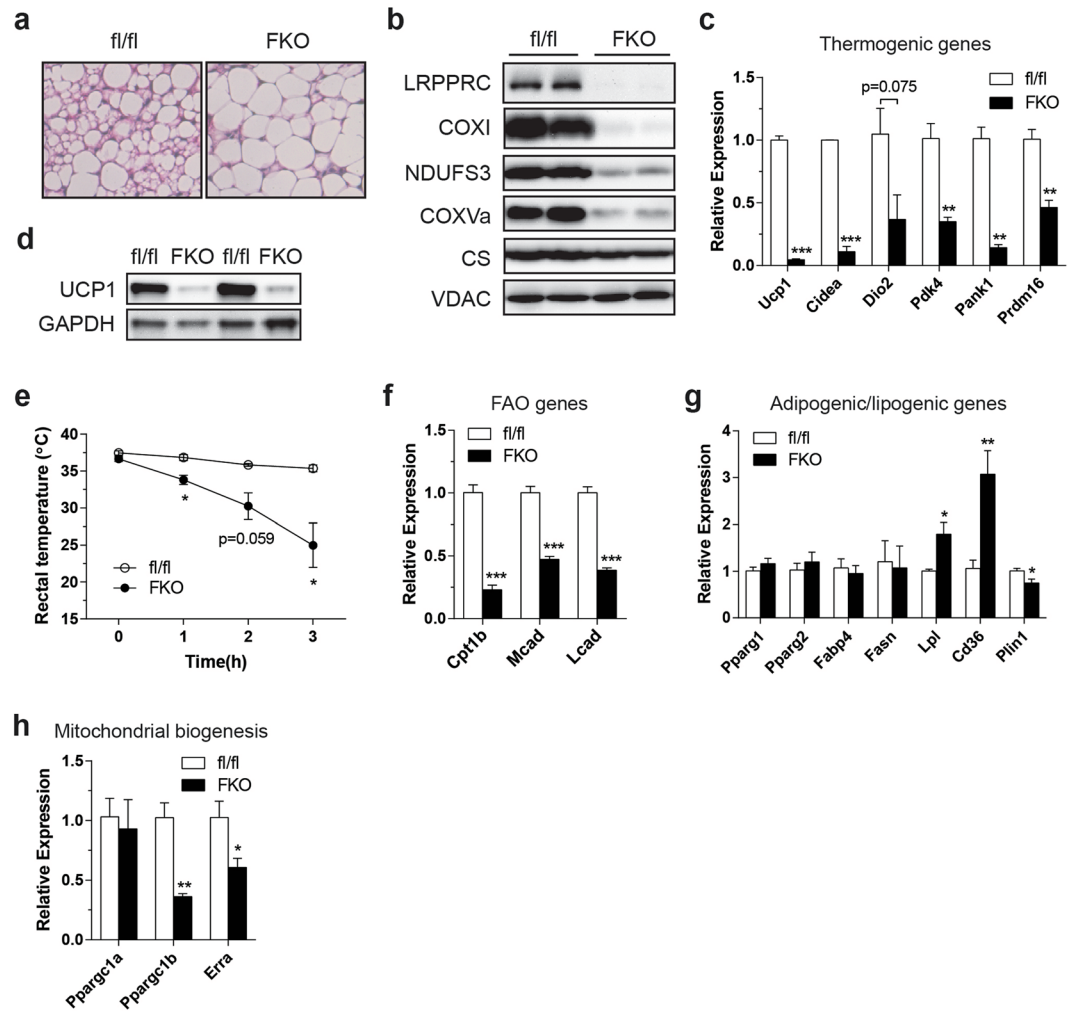 a
fl/fl FKO
b
fl/fl FKO
LRPPRC
COXI
NDUFS3
COXVa
CS
VDAC
c
Thermogenic genes
Relative Expression
1.5
1.0
0.5
0.0
fl/fl
FKO
p=0.075
*** *** ** ** **
Ucp1 Cidea Dio2 Pdk4 Pank1 Prdm16
d
fl/fl FKO fl/fl FKO
UCP1
GAPDH
e
Rectal temperature (°C)
40
35
30
25
20
15
*
p=0.059
*
fl/fl
FKO
0 1 2 3
Time(h)
f
FAO genes
Relative Expression
1.5
1.0
0.5
0.0
fl/fl
FKO
*** *** ***
Cpt1b Mcad Lcad
g
Adipogenic/lipogenic genes
Relative Expression
4
3
2
1
0
fl/fl
FKO
* ** *
Pparg1 Pparg2 Fabp4 Fasn Lpl Cd36 Plin1
h
Mitochondrial biogenesis
Relative Expression
1.5
1.0
0.5
0.0
fl/fl
FKO
** *
Ppargc1a Ppargc1b Erra